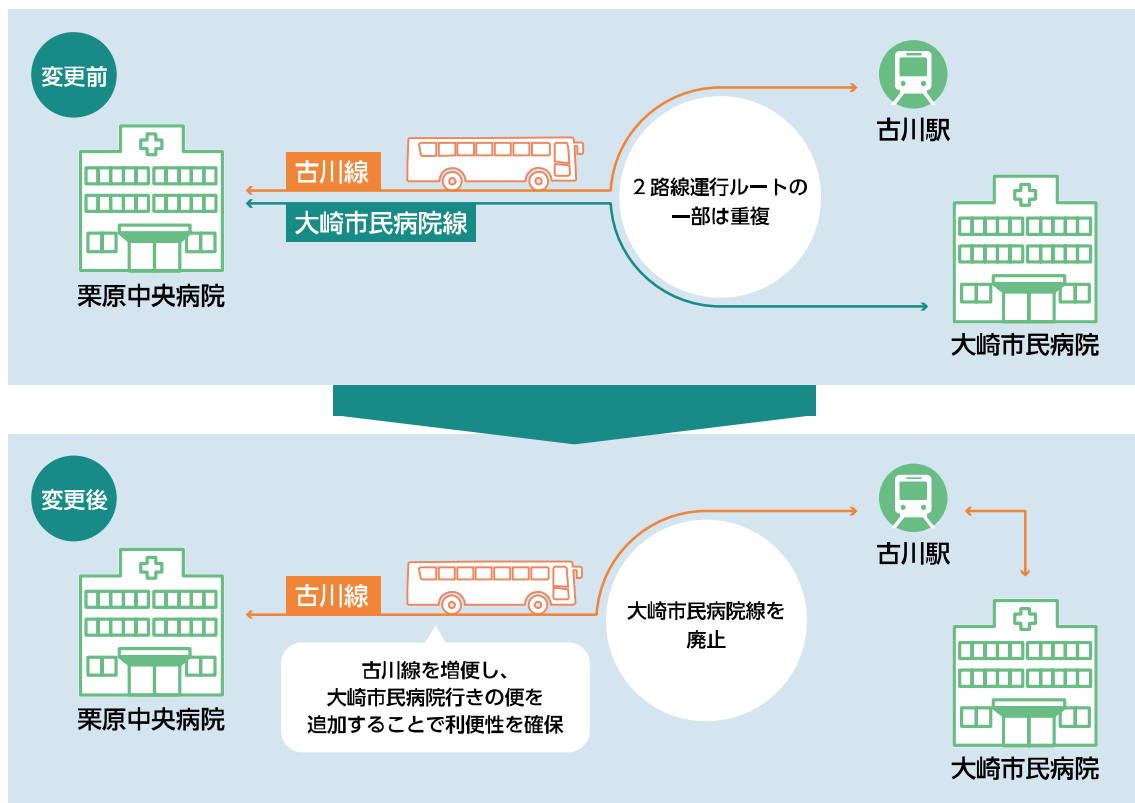 変更前
古川駅
古川線
2路線運行ルートの
一部は重複
大崎市民病院線
栗原中央病院
大崎市民病院
変更後
古川駅
古川線
大崎市民病院線を
廃止
古川線を増便し、
大崎市民病院行きの便を
追加することで利便性を確保
栗原中央病院
大崎市民病院